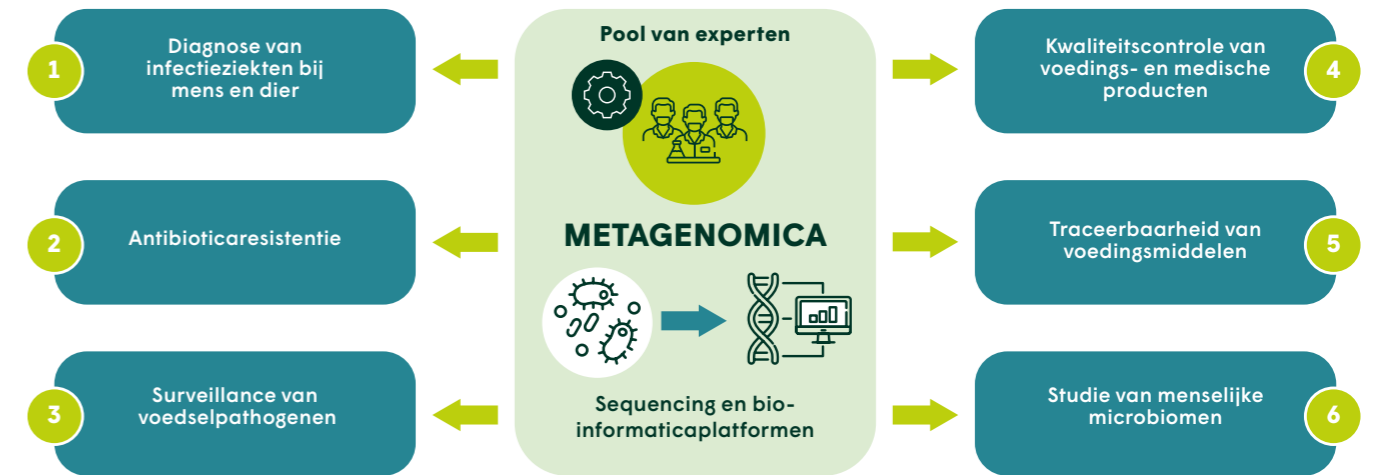 1
Diagnose van
infectieziekten bij
mens en dier
2
Antibioticaresistentie
3
Surveillance van
voedselpathogenen
Pool van experten
METAGENOMICA
Sequencing en bio-
informaticaplatformen
Kwaliteitscontrole van
voedings- en medische
producten
4
Traceerbaarheid van
voedingsmiddelen
5
Studie van menselijke
microbiomen
6